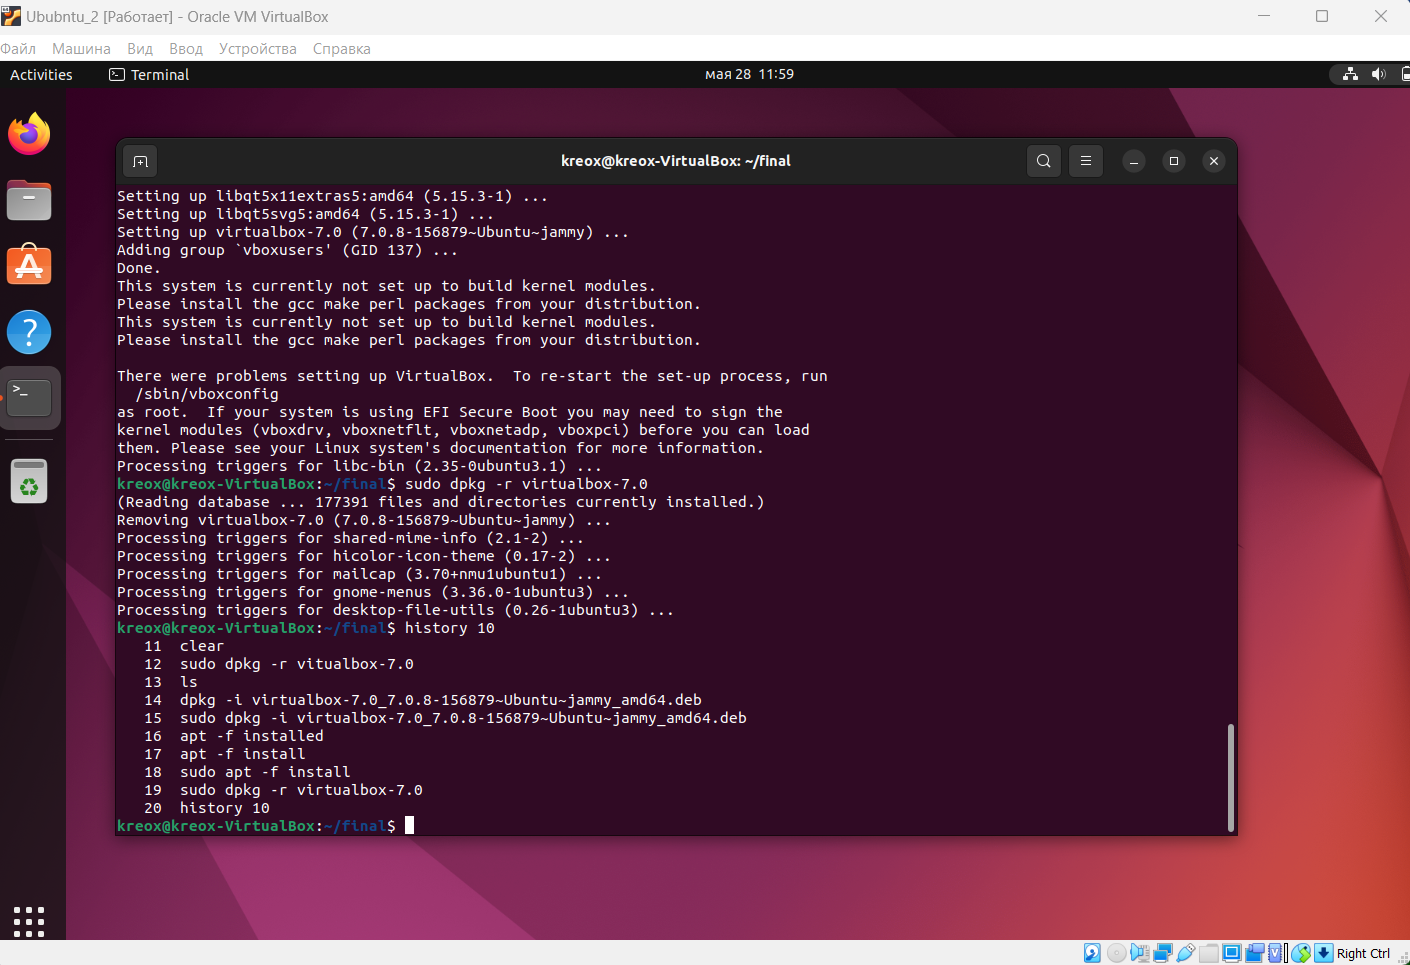 Ububntu_2 [Работает] - Oracle VM VirtualBox
Файл Машина Вид Ввод Устройства Справка
Activities Terminal мая 28 11:59
kreox@kreox-VirtualBox: ~/final
Setting up libqt5x11extras5:amd64 (5.15.3-1) ...
Setting up libqt5svg5:amd64 (5.15.3-1) ...
Setting up virtualbox-7.0 (7.0.8-156879~Ubuntu~jammy) ...
Adding group `vboxusers' (GID 137) ...
Done.
This system is currently not set up to build kernel modules.
Please install the gcc make perl packages from your distribution.
This system is currently not set up to build kernel modules.
Please install the gcc make perl packages from your distribution.
There were problems setting up VirtualBox.  To re-start the set-up process, run
  /sbin/vboxconfig
as root.  If your system is using EFI Secure Boot you may need to sign the
kernel modules (vboxdrv, vboxnetflt, vboxnetadp, vboxpci) before you can load
them. Please see your Linux system's documentation for more information.
Processing triggers for libc-bin (2.35-0ubuntu3.1) ...
kreox@kreox-VirtualBox:~/final$ sudo dpkg -r virtualbox-7.0
(Reading database ... 177391 files and directories currently installed.)
Removing virtualbox-7.0 (7.0.8-156879~Ubuntu~jammy) ...
Processing triggers for shared-mime-info (2.1-2) ...
Processing triggers for hicolor-icon-theme (0.17-2) ...
Processing triggers for mailcap (3.70+nmu1ubuntu1) ...
Processing triggers for gnome-menus (3.36.0-1ubuntu3) ...
Processing triggers for desktop-file-utils (0.26-1ubuntu3) ...
kreox@kreox-VirtualBox:~/final$ history 10
   11  clear
   12  sudo dpkg -r vitualbox-7.0
   13  ls
   14  dpkg -i virtualbox-7.0_7.0.8-156879~Ubuntu~jammy_amd64.deb
   15  sudo dpkg -i virtualbox-7.0_7.0.8-156879~Ubuntu~jammy_amd64.deb
   16  apt -f installed
   17  apt -f install
   18  sudo apt -f install
   19  sudo dpkg -r virtualbox-7.0
   20  history 10
kreox@kreox-VirtualBox:~/final$
Right Ctrl